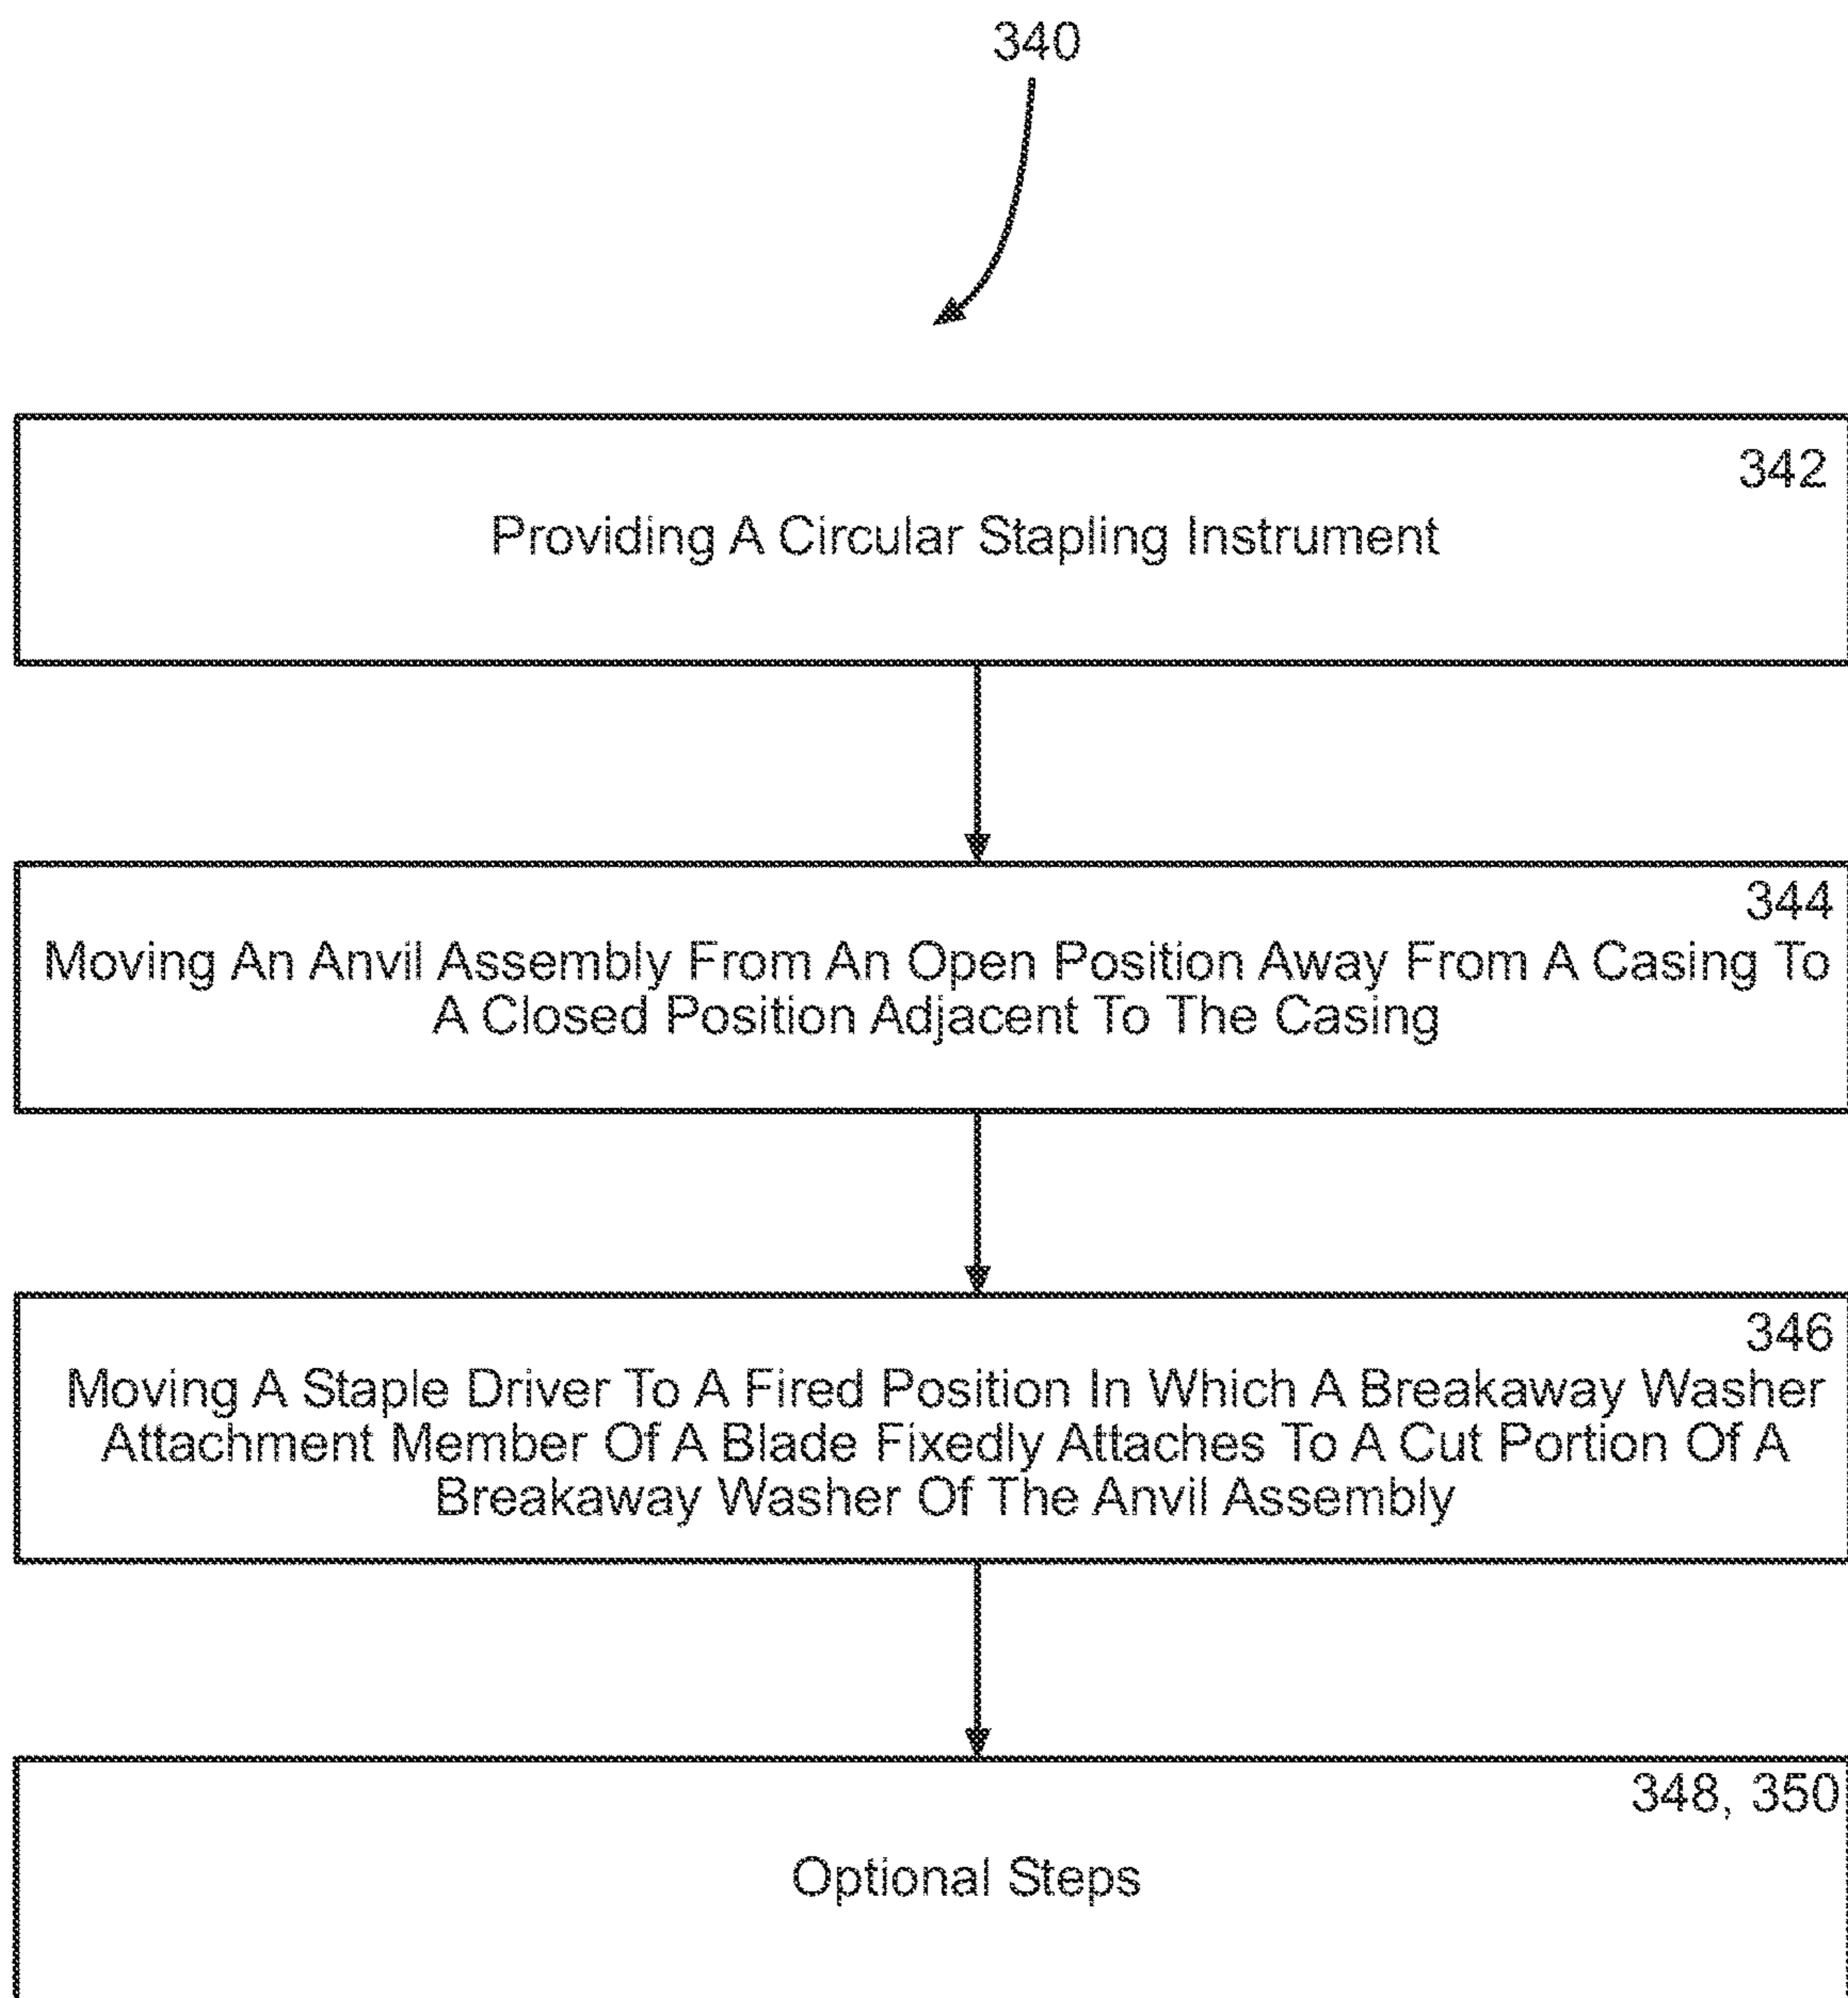 340
342
Providing A Circular Stapling Instrument
344
Moving An Anvil Assembly From An Open Position Away From A Casing To
A Closed Position Adjacent To The Casing
346
Moving A Staple Driver To A Fired Position In Which A Breakaway Washer
Attachment Member Of A Blade Fixedly Attaches To A Cut Portion Of A
Breakaway Washer Of The Anvil Assembly
348, 350
Optional Steps